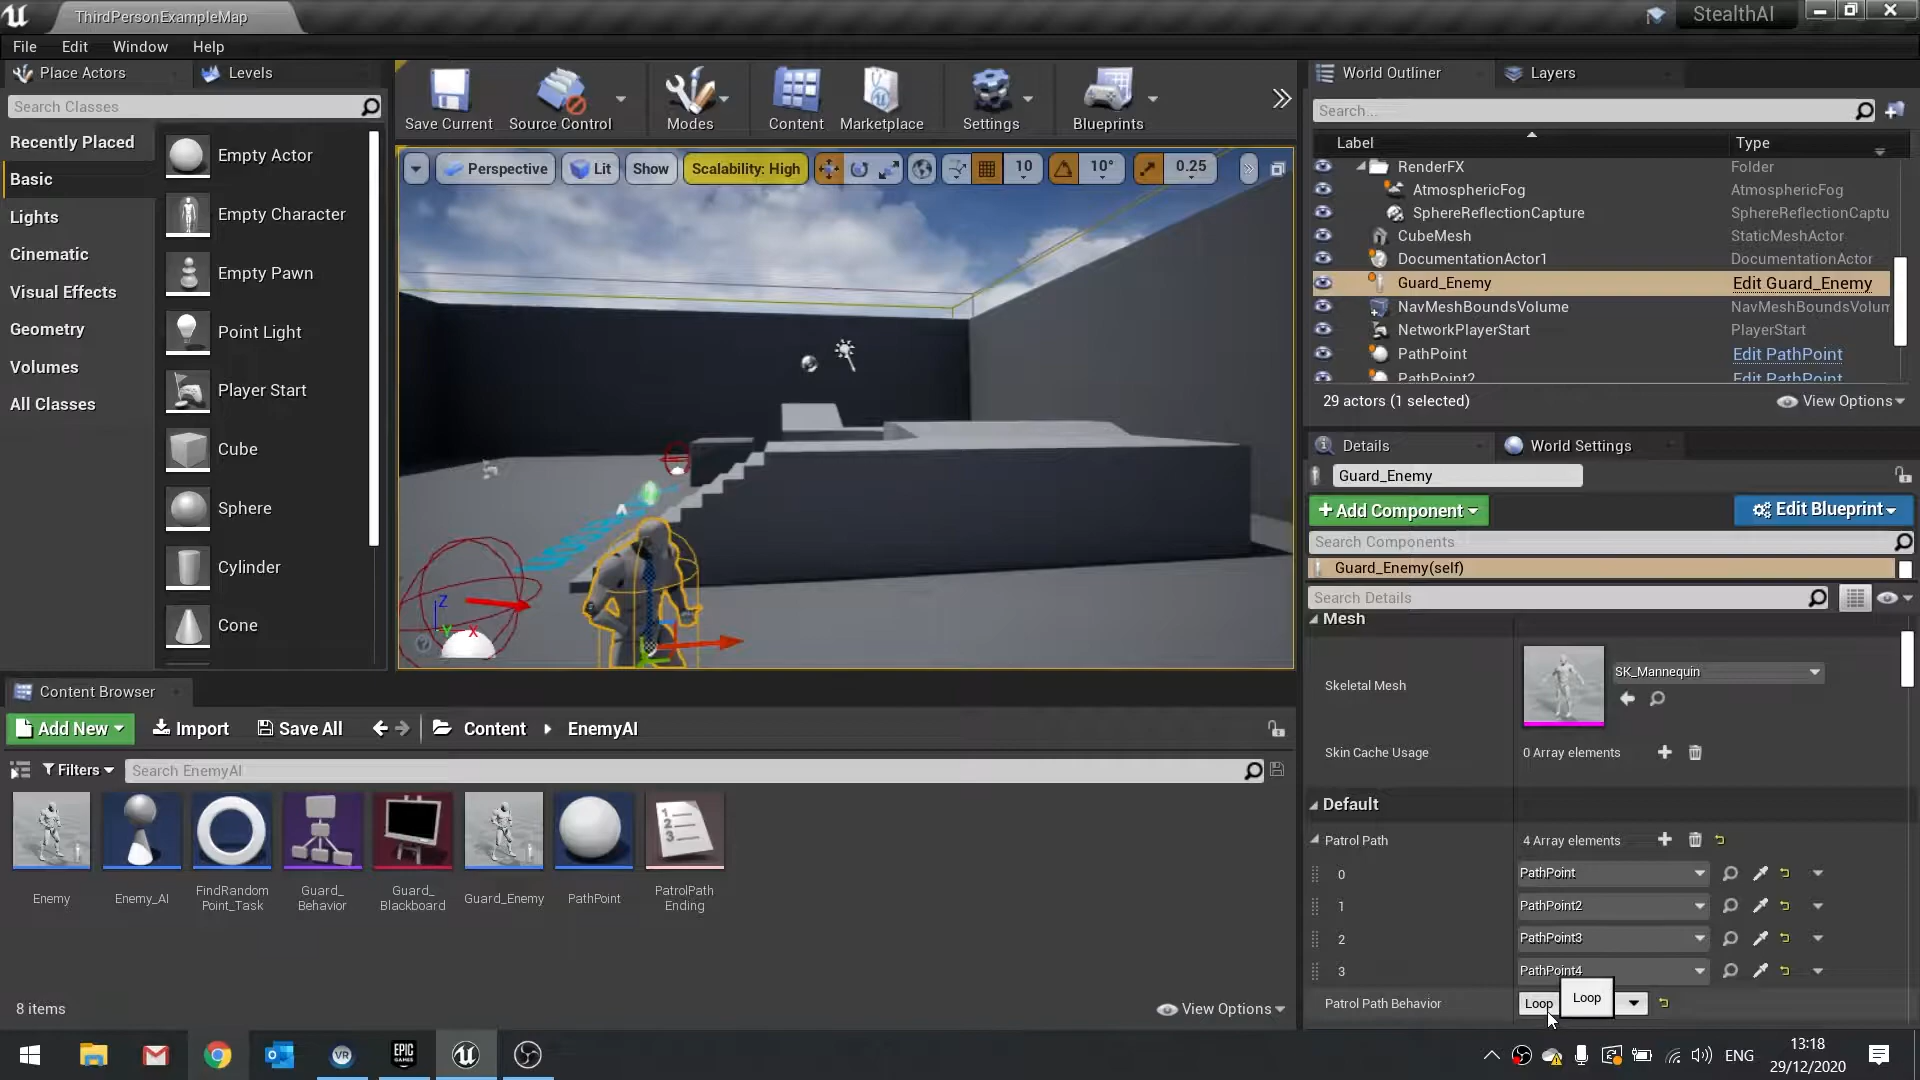 ThirdPersonExampleMap
StealthAI
File Edit Window Help
Place Actors
Levels
Search Classes
Recently Placed
Basic
Lights
Cinematic
Visual Effects
Geometry
Volumes
All Classes
Empty Actor
Empty Character
Empty Pawn
Point Light
Player Start
Cube
Sphere
Cylinder
Cone
Save Current
Source Control
Modes
Content
Marketplace
Settings
Blueprints
Perspective
Lit
Show
Scalability: High
10
10°
0.25
Z
Y
X
World Outliner
Layers
Search...
Label
Type
RenderFX Folder
AtmosphericFog AtmosphericFog
SphereReflectionCapture SphereReflectionCaptu
CubeMesh StaticMeshActor
DocumentationActor1 DocumentationActor
Guard_Enemy Edit Guard_Enemy
NavMeshBoundsVolume NavMeshBoundsVolum
NetworkPlayerStart PlayerStart
PathPoint Edit PathPoint
PathPoint2 Edit PathPoint
29 actors (1 selected)
View Options
Details
World Settings
Guard_Enemy
+ Add Component
Edit Blueprint
Search Components
Guard_Enemy(self)
Search Details
Mesh
Skeletal Mesh
SK_Mannequin
Skin Cache Usage
0 Array elements
Default
Patrol Path
4 Array elements
0 PathPoint
1 PathPoint2
2 PathPoint3
3 PathPoint4
Patrol Path Behavior
Loop
Loop
Content Browser
Add New
Import
Save All
Content
EnemyAI
Filters
Search EnemyAI
Enemy
Enemy_AI
FindRandom
Point_Task
Guard_
Behavior
Guard_
Blackboard
Guard_Enemy
PathPoint
PatrolPath
Ending
8 items
View Options
VR
EPIC
GAMES
ENG
13:18
29/12/2020